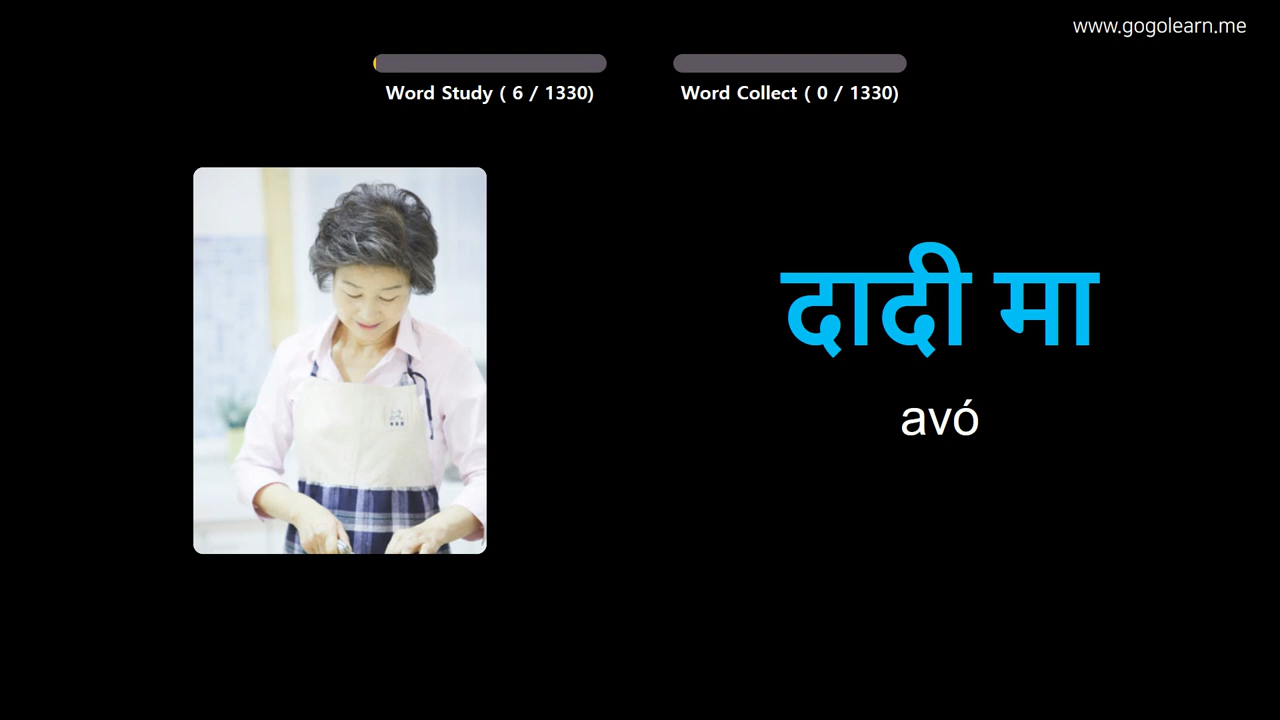 www.gogolearn.me
Word Study ( 6 / 1330)
Word Collect ( 0 / 1330)
दादी मा
avó